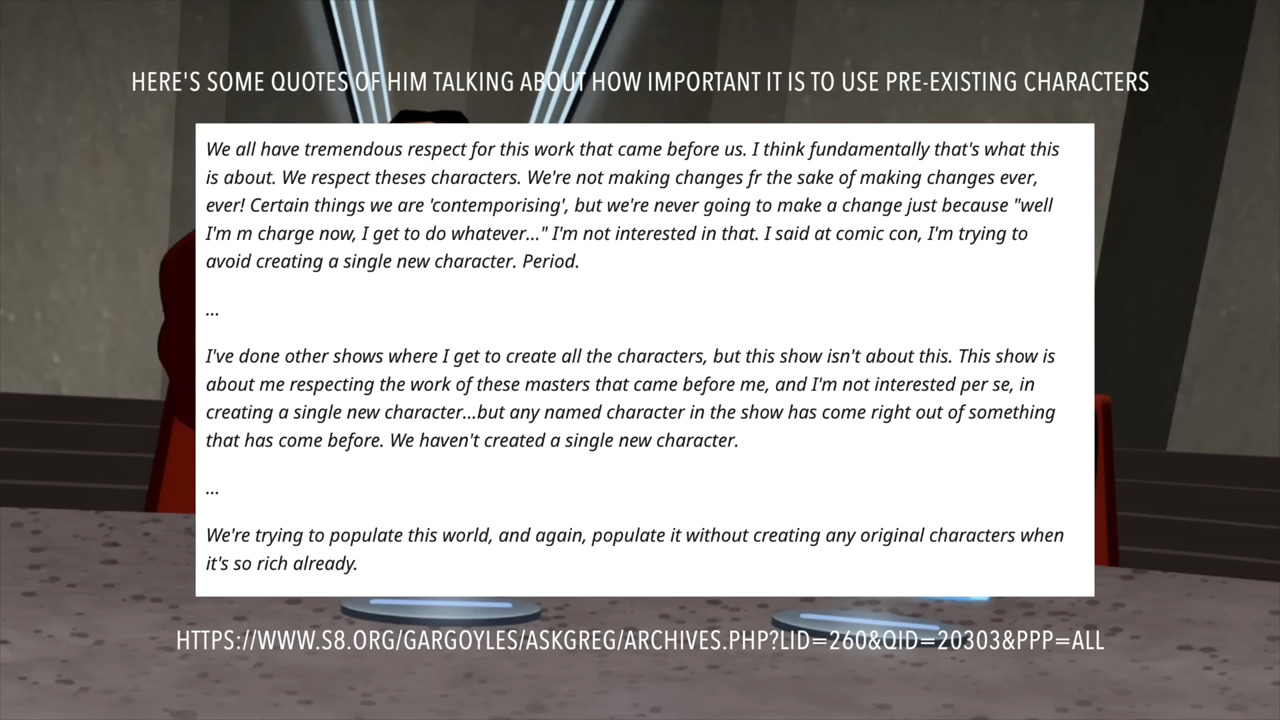 HERE'S SOME QUOTES OF HIM TALKING ABOUT HOW IMPORTANT IT IS TO USE PRE-EXISTING CHARACTERS
We all have tremendous respect for this work that came before us. I think fundamentally that's what this
is about. We respect theses characters. We're not making changes fr the sake of making changes ever,
ever! Certain things we are 'contemporising', but we're never going to make a change just because "well
I'm m charge now, I get to do whatever..." I'm not interested in that. I said at comic con, I'm trying to
avoid creating a single new character. Period.
...
I've done other shows where I get to create all the characters, but this show isn't about this. This show is
about me respecting the work of these masters that came before me, and I'm not interested per se, in
creating a single new character...but any named character in the show has come right out of something
that has come before. We haven't created a single new character.
...
We're trying to populate this world, and again, populate it without creating any original characters when
it's so rich already.
HTTPS://WWW.S8.ORG/GARGOYLES/ASKGREG/ARCHIVES.PHP?LID=260&QID=20303&PPP=ALL